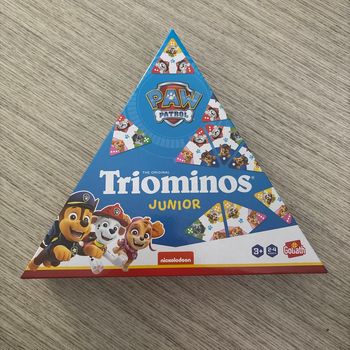 PAW
PATROL
THE ORIGINAL
Triominos
JUNIOR
nickelodeon
3+
2-4
Goliath